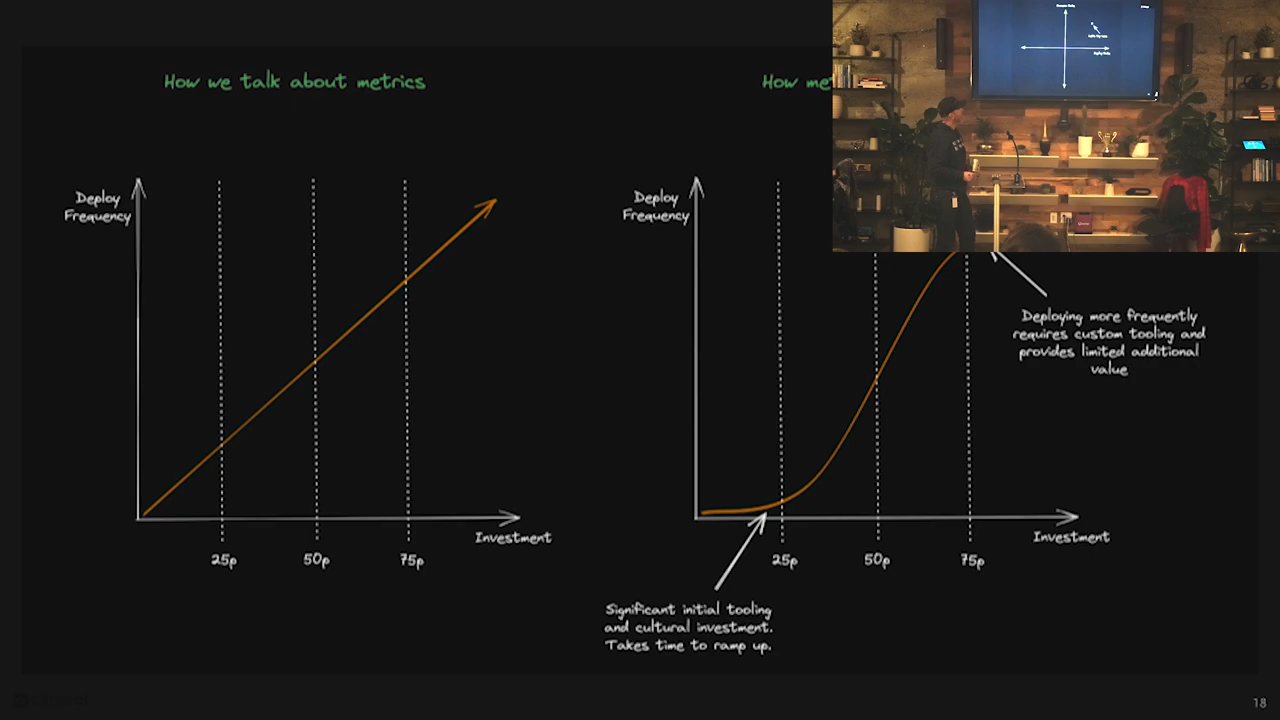 How we talk about metrics
How me
Deploy
Frequency
Investment
25p
50p
75p
Deploy
Frequency
Deploying more frequently
requires custom tooling and
provides limited additional
value
Investment
25p
50p
75p
Significant initial tooling
and cultural investment.
Takes time to ramp up.
18